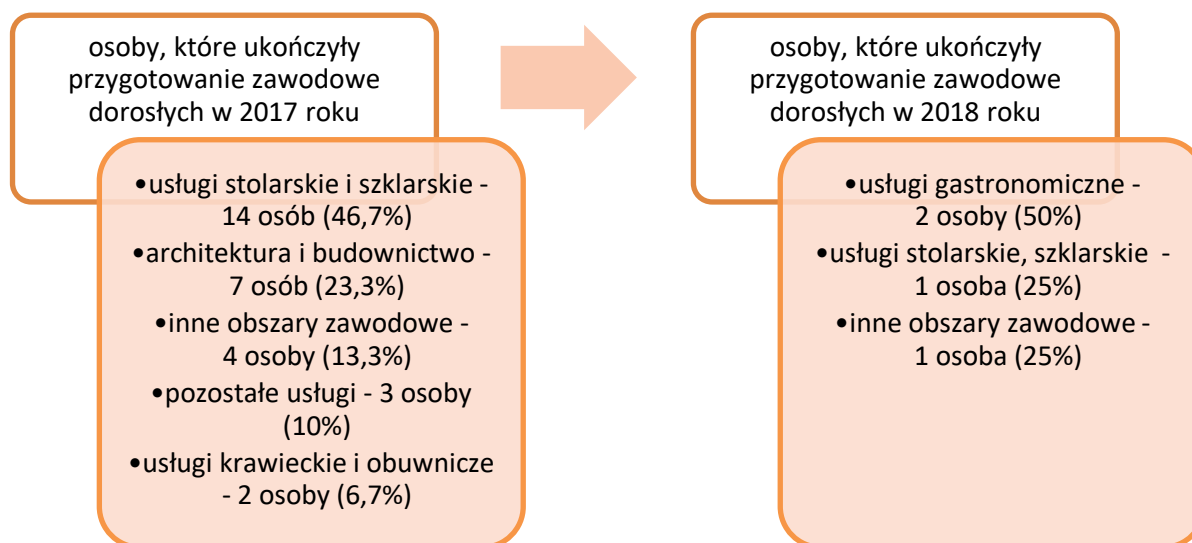 osoby, które ukończyły
przygotowanie zawodowe
dorosłych w 2017 roku
•usługi stolarskie i szklarskie -
14 osób (46,7%)
•architektura i budownictwo -
7 osób (23,3%)
•inne obszary zawodowe -
4 osoby (13,3%)
•pozostałe usługi - 3 osoby
(10%)
•usługi krawieckie i obuwnicze
- 2 osoby (6,7%)
osoby, które ukończyły
przygotowanie zawodowe
dorosłych w 2018 roku
•usługi gastronomiczne -
2 osoby (50%)
•usługi stolarskie, szklarskie -
1 osoba (25%)
•inne obszary zawodowe -
1 osoba (25%)